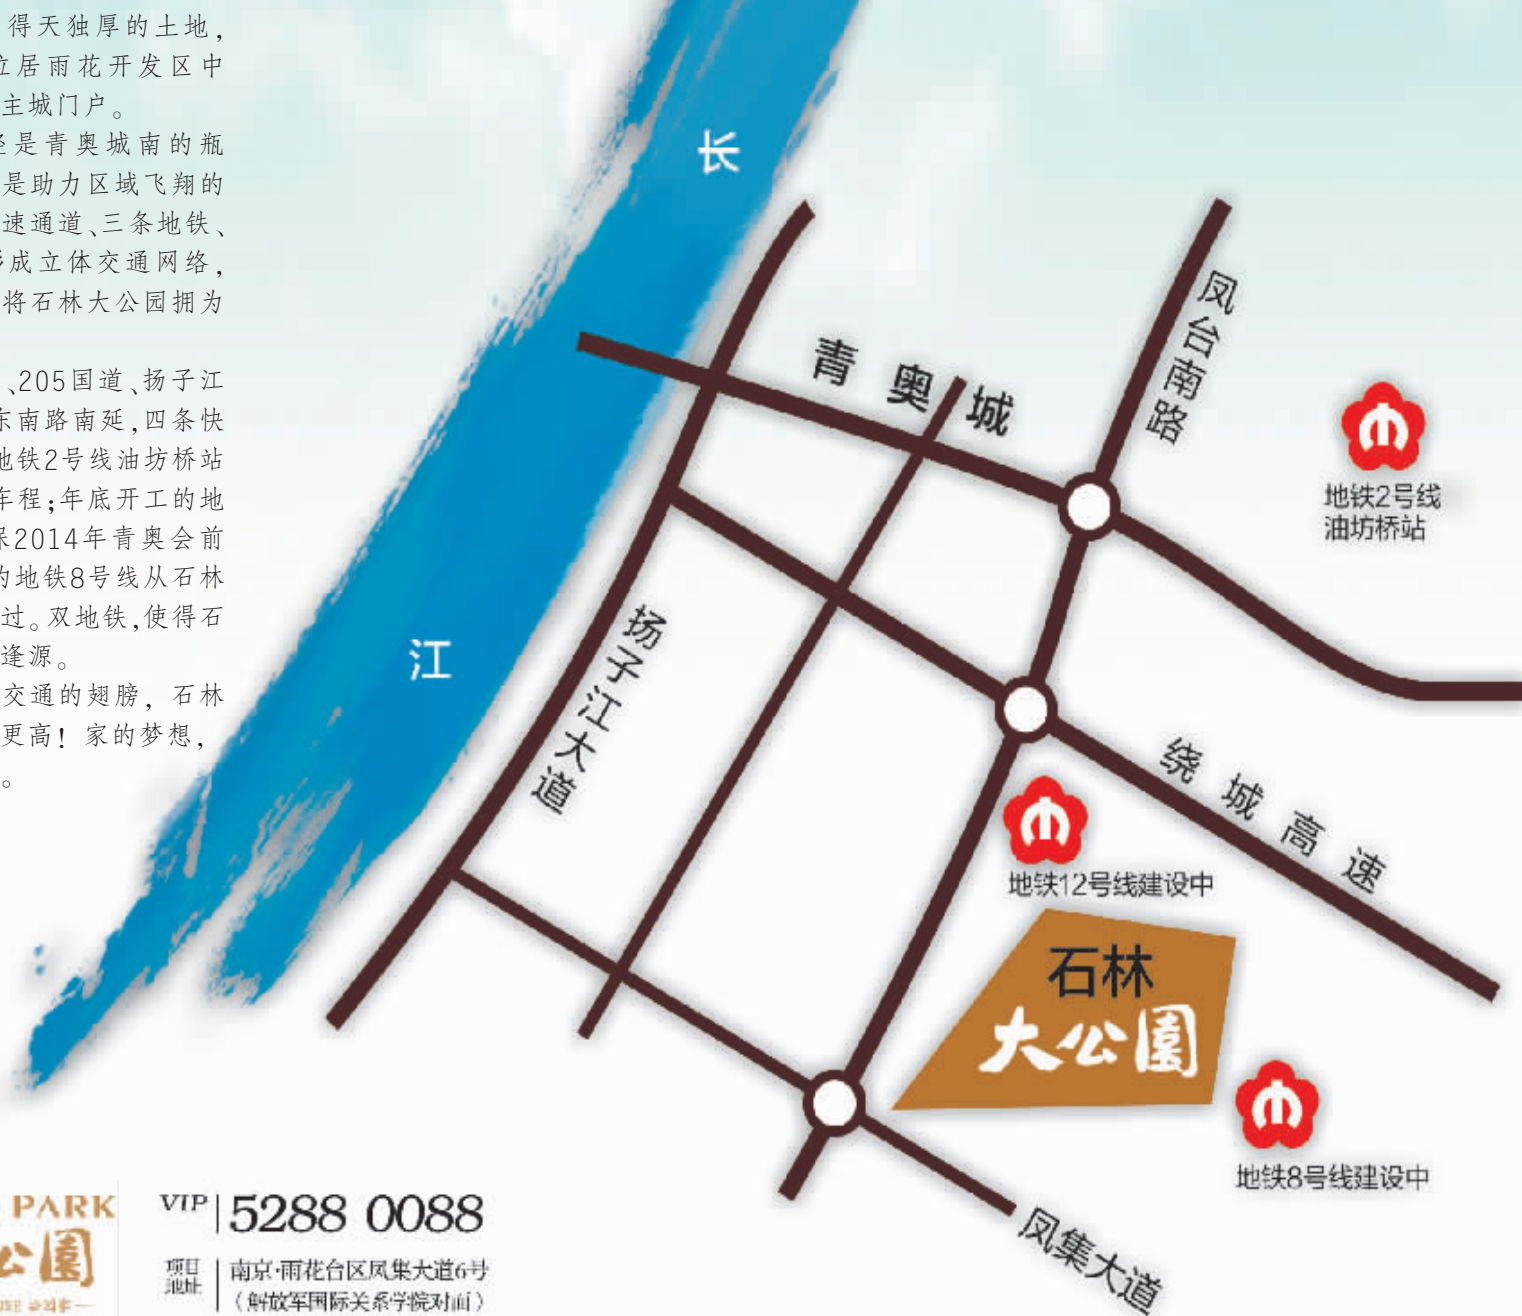 得天独厚的土地,
位居雨花开发区中
主城门户。
是青奥城南的瓶
是助力区域飞翔的
速通道、三条地铁、
形成立体交通网络,
将石林大公园拥为
、205国道、扬子江
东南路南延,四条快
地铁2号线油坊桥站
车程;年底开工的地
保2014年青奥会前
的地铁8号线从石林
过。双地铁,使得石
逢源。
交通的翅膀,石林
更高!家的梦想,
。
长
江
青奥城
凤台南路
地铁2号线
油坊桥站
扬子江大道
绕城高速
地铁12号线建设中
石林
大公園
地铁8号线建设中
凤集大道
PARK
公園
VIP 5288 0088
项目
地址
南京·雨花台区凤集大道6号
(解放军国际关系学院对面)